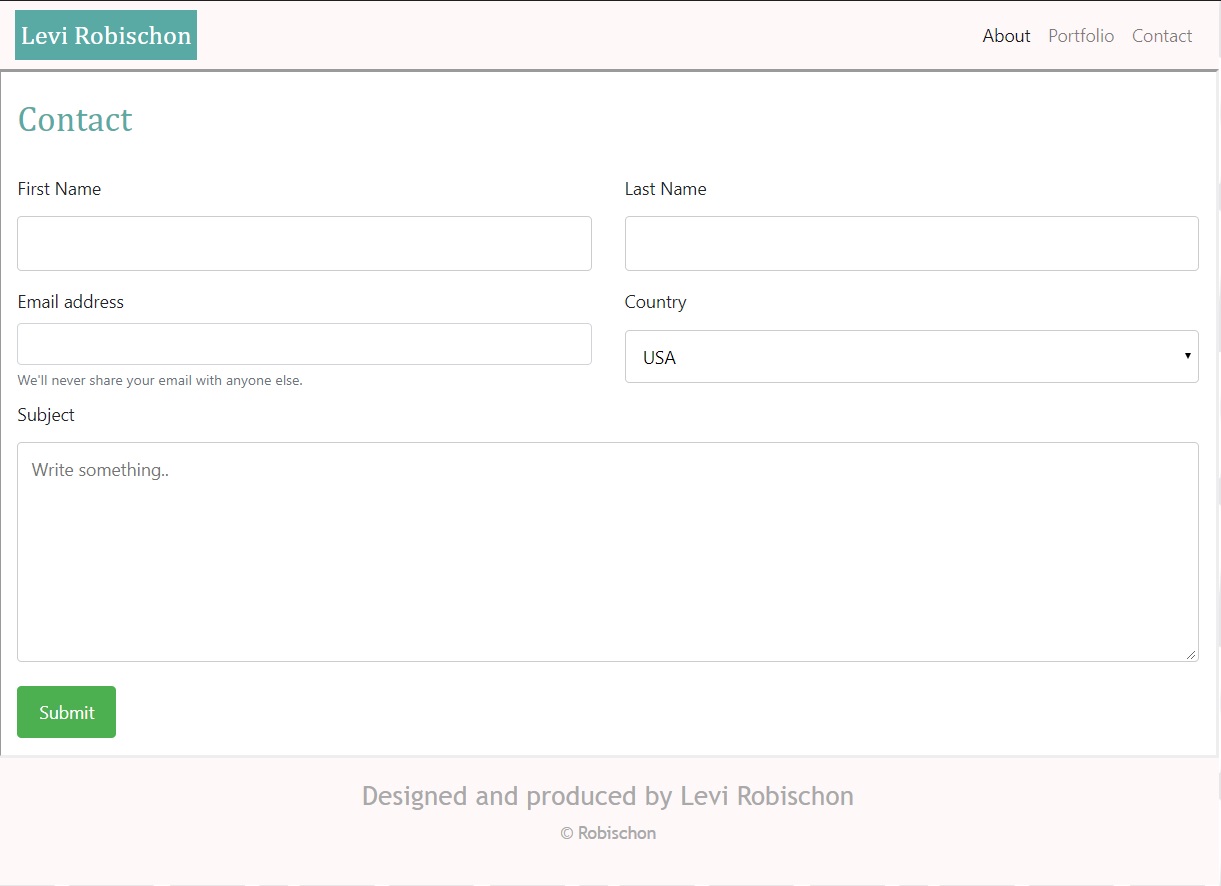 Levi Robischon
About Portfolio Contact
Contact
First Name
Last Name
Email address
Country
USA
We'll never share your email with anyone else.
Subject
Write something..
Submit
Designed and produced by Levi Robischon
© Robischon